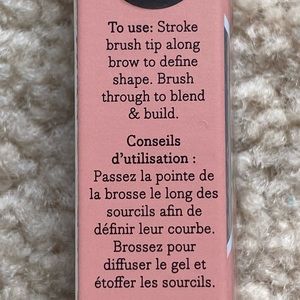 To use: Stroke
brush tip along
brow to define
shape. Brush
through to blend
& build.
Conseils
d'utilisation :
Passez la pointe de
la brosse le long des
sourcils afin de
définir leur courbe.
Brossez pour
diffuser le gel et
étoffer les sourcils.